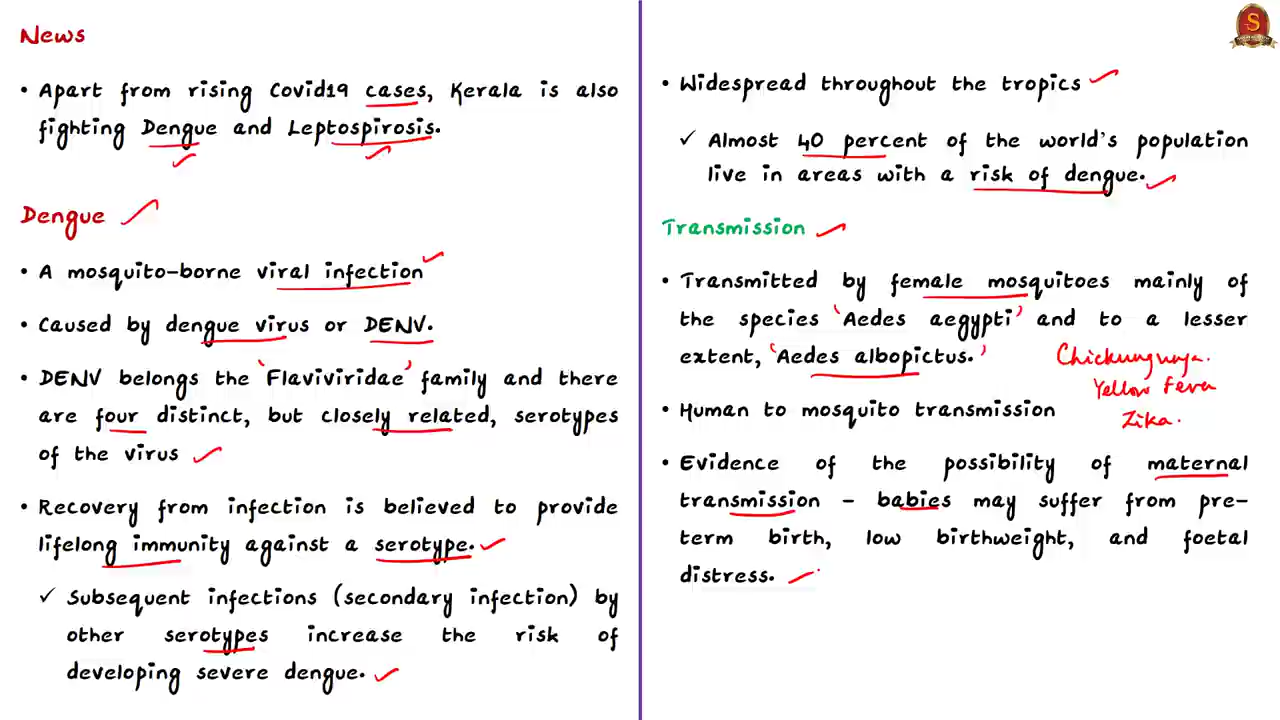 News
• Apart from rising Covid19 cases, Kerala is also
fighting Dengue and Leptospirosis.
Dengue
• A mosquito-borne viral infection
• Caused by dengue virus or DENV.
• DENV belongs the 'Flaviviridae' family and there
are four distinct, but closely related, serotypes
of the virus
• Recovery from infection is believed to provide
lifelong immunity against a serotype.
✓ Subsequent infections (secondary infection) by
other serotypes increase the risk of
developing severe dengue.
S
• Widespread throughout the tropics
✓ Almost 40 percent of the world's population
live in areas with a risk of dengue.
Transmission
• Transmitted by female mosquitoes mainly of
the species 'Aedes aegypti' and to a lesser
extent, 'Aedes albopictus.'
Chickungunya.
Yellow Fever
Zika.
• Human to mosquito transmission
• Evidence of the possibility of maternal
transmission – babies may suffer from pre-
term birth, low birthweight, and foetal
distress.